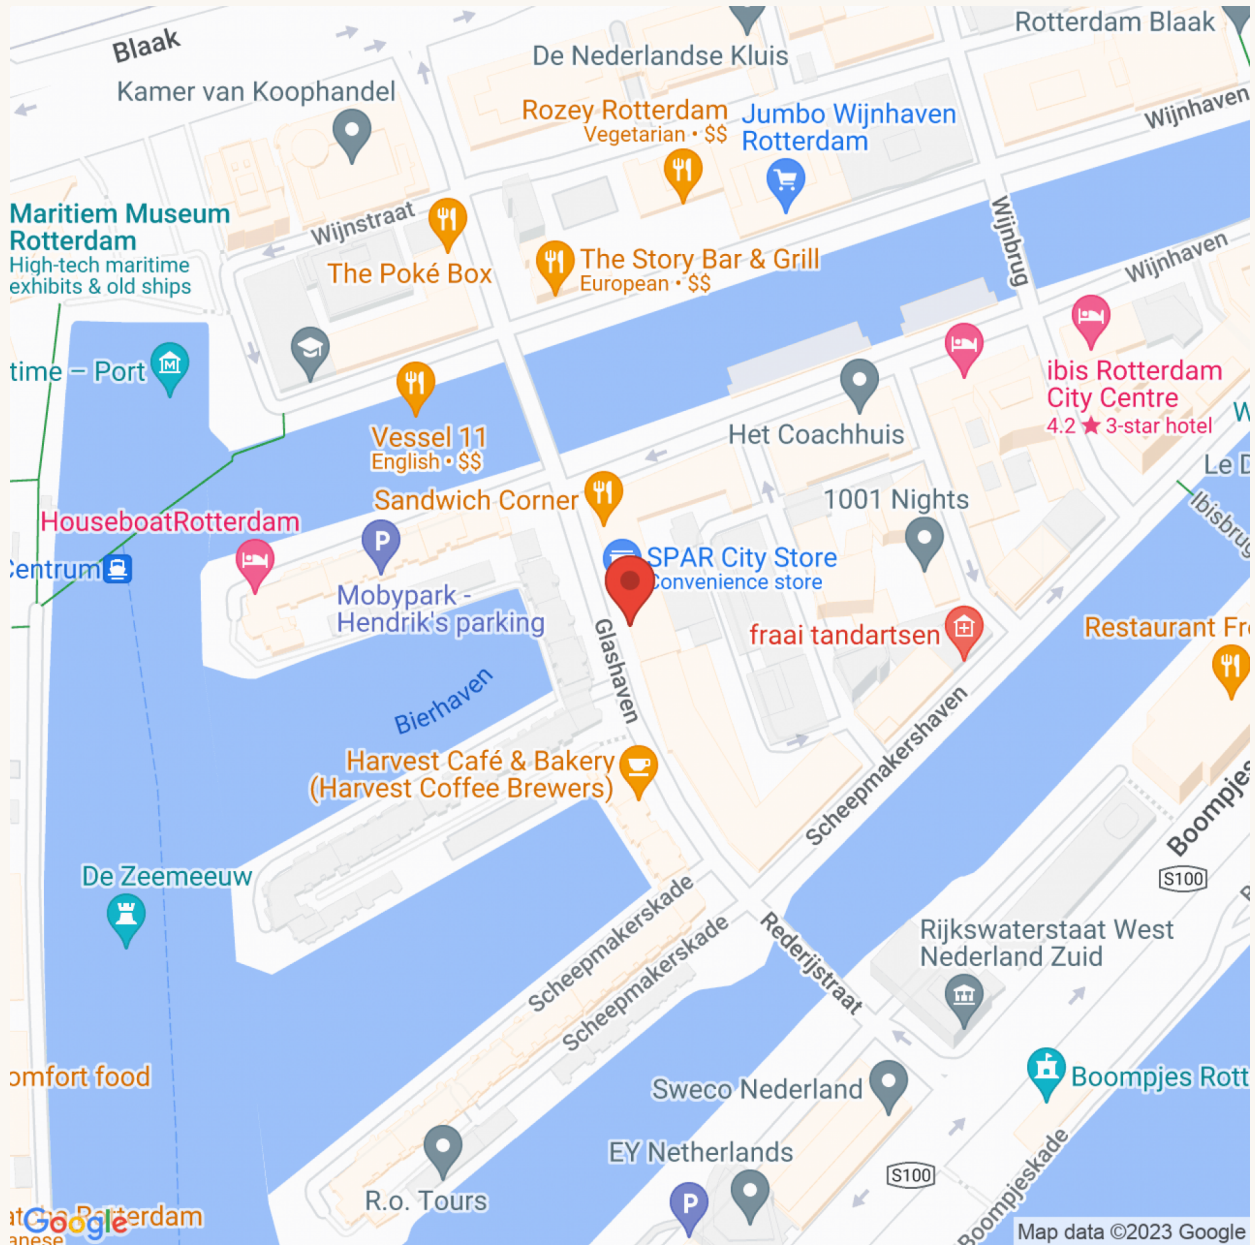 Blaak
Kamer van Koophandel
De Nederlandse Kluis
Rotterdam Blaak
Rozey Rotterdam
Vegetarian • $$
Jumbo Wijnhaven
Rotterdam
Wijnhaven
Maritiem Museum
Rotterdam
High-tech maritime
exhibits & old ships
Wijnstraat
The Poké Box
The Story Bar & Grill
European • $$
Wijnbrug
Wijnhaven
time – Port
Vessel 11
English • $$
ibis Rotterdam
City Centre
4.2 ★ 3-star hotel
W
Le D
Het Coachhuis
Sandwich Corner
1001 Nights
Ibisbrug
HouseboatRotterdam
Centrum
P
Mobypark -
Hendrik's parking
SPAR City Store
Convenience store
fraai tandartsen
Restaurant Fr
Glashaven
Bierhaven
Harvest Café & Bakery
(Harvest Coffee Brewers)
Scheepmakershaven
Boompjes
S100
De Zeemeeuw
Scheepmakerskade
Scheepmakerskade
Rederijstraat
Rijkswaterstaat West
Nederland Zuid
omfort food
Sweco Nederland
Boompjes Rott
EY Netherlands
P
S100
Boompjeskade
R.o. Tours
Rotterdam
anese
Google
Map data ©2023 Google